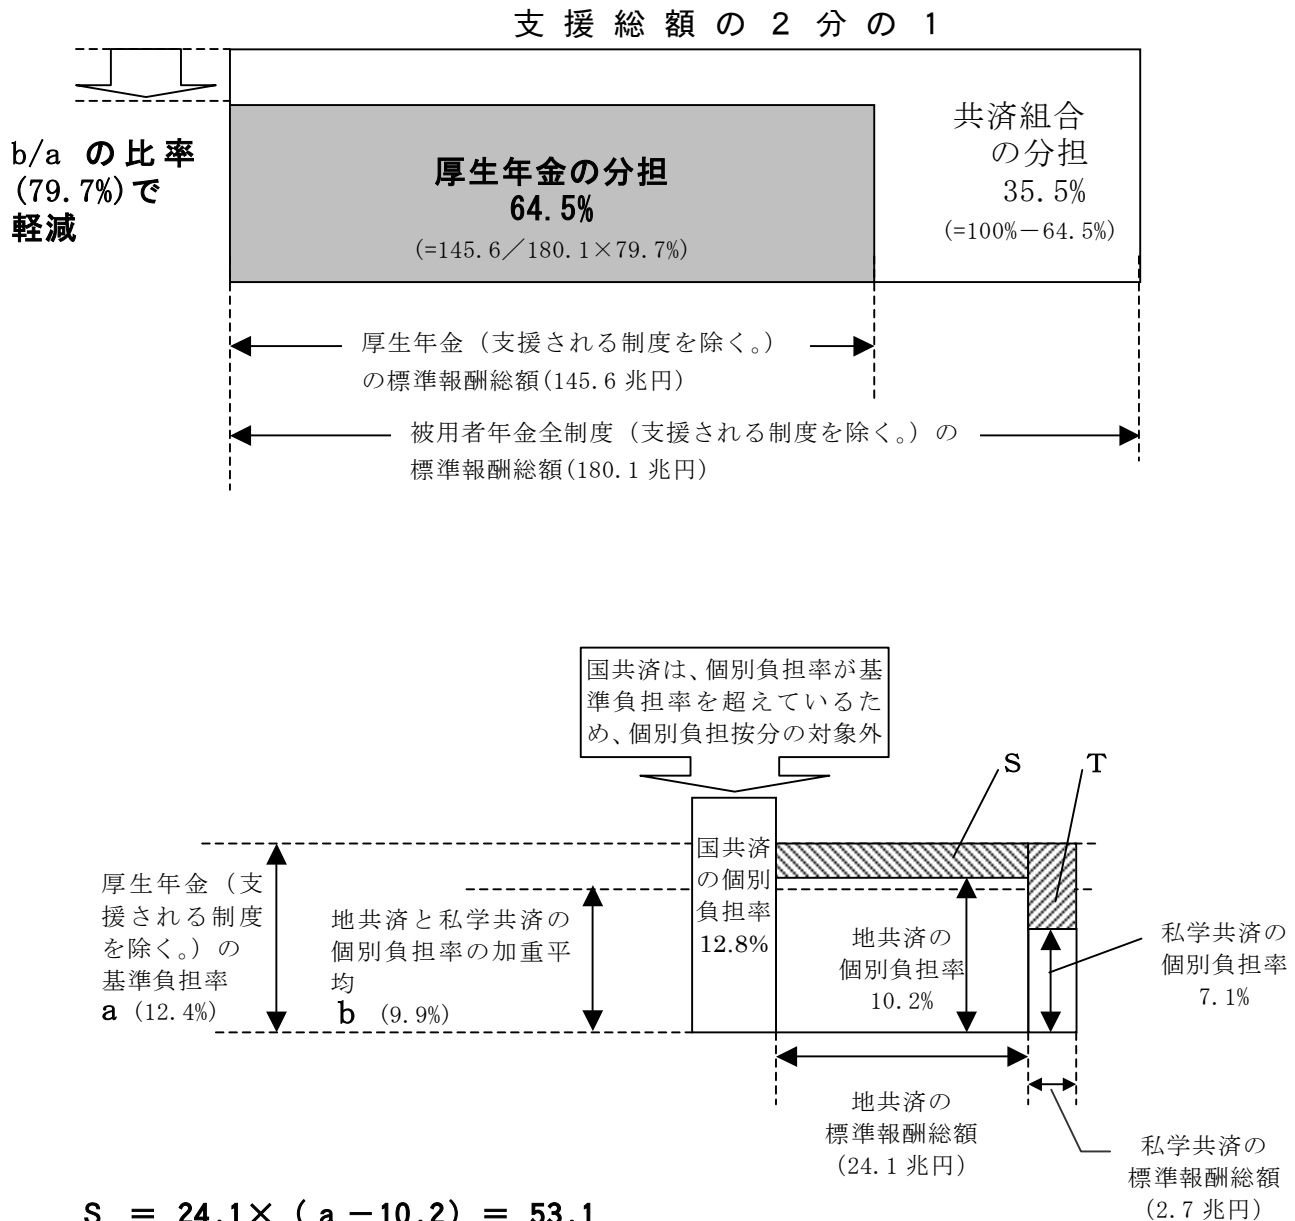 支援総額の２分の１
b/a の比率
(79.7%)で
軽減
厚生年金の分担
64.5%
(=145.6／180.1×79.7%)
共済組合
の分担
35.5%
(=100%－64.5%)
厚生年金（支援される制度を除く。）
の標準報酬総額(145.6 兆円)
被用者年金全制度（支援される制度を除く。）の
標準報酬総額(180.1 兆円)
国共済は、個別負担率が基
準負担率を超えているた
め、個別負担按分の対象外
S
T
国共済
の個別
負担率
12.8%
厚生年金（支
援される制度
を除く。）の
基準負担率
a（12.4%）
地共済と私学共済の
個別負担率の加重平
均
b （9.9%）
地共済の
個別負担率
10.2%
私学共済の
個別負担率
7.1%
地共済の
標準報酬総額
（24.1 兆円）
私学共済の
標準報酬総額
（2.7 兆円）
S ＝ 24.1×（ a －10.2）＝ 53.1